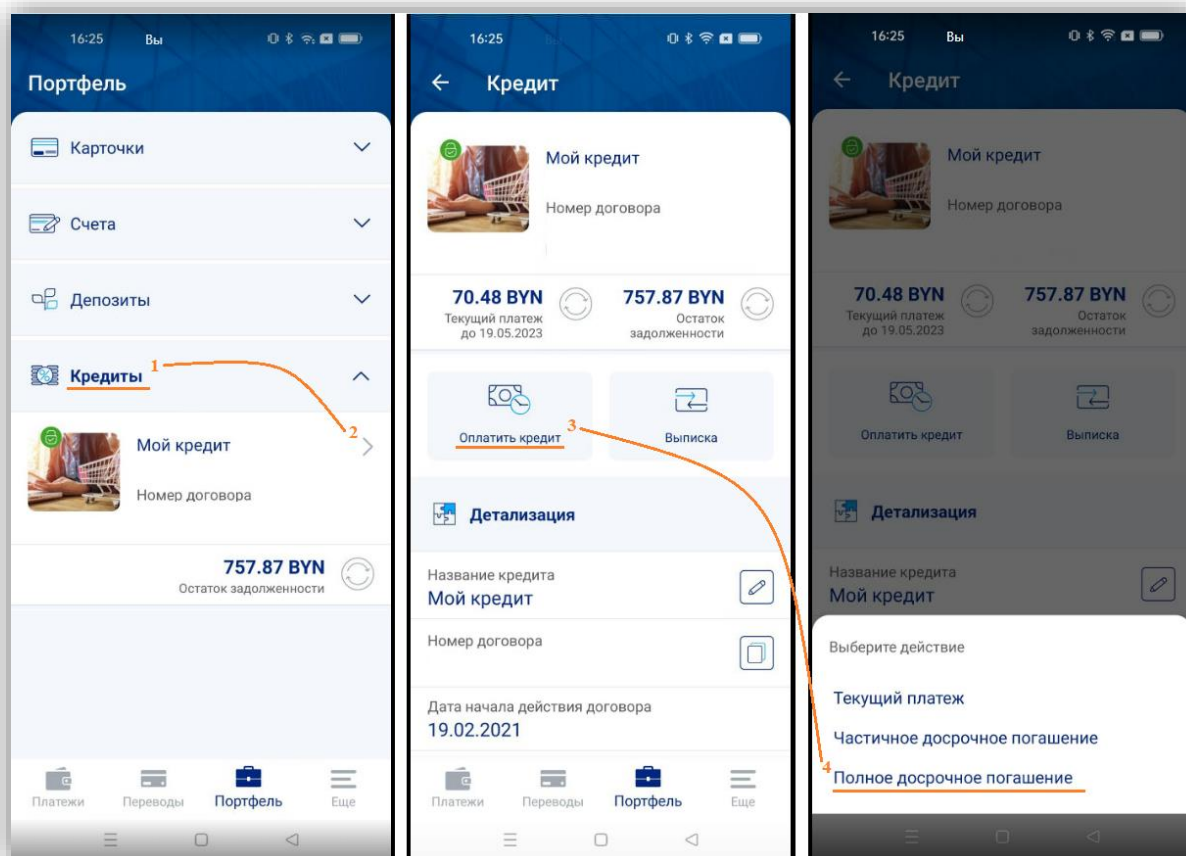 16:25 Вы
Портфель
Карточки
Счета
Депозиты
Кредиты 1
2
Мой кредит
Номер договора
757.87 BYN
Остаток задолженности
Платежи Переводы Портфель Еще
16:25
Кредит
Мой кредит
Номер договора
70.48 BYN
Текущий платеж
до 19.05.2023
757.87 BYN
Остаток
задолженности
3
Оплатить кредит
Выписка
Детализация
Название кредита
Мой кредит
Номер договора
Дата начала действия договора
19.02.2021
Платежи Переводы Портфель Еще
16:25 Вы
Кредит
Мой кредит
Номер договора
70.48 BYN
Текущий платеж
до 19.05.2023
757.87 BYN
Остаток
задолженности
Оплатить кредит
Выписка
Детализация
Название кредита
Мой кредит
Выберите действие
Текущий платеж
Частичное досрочное погашение
4
Полное досрочное погашение